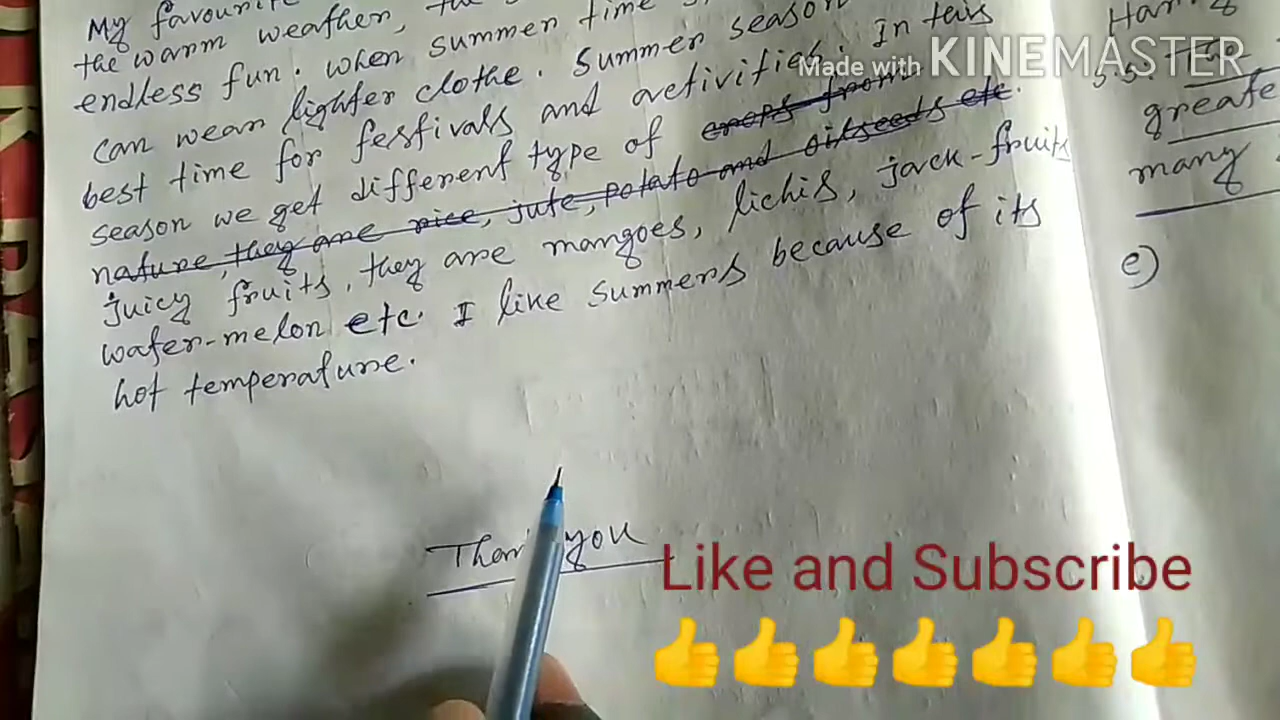 My favourite
the warm weather, the
endless fun. when summer time
can wear lighter clothe. Summer season
best time for festivals and activities. In this
season we get different type of crops from
nature, they are rice, jute, potato and oilseeds etc.
juicy fruits, they are mangoes, lichis, jack-fruits
water-melon etc. I like summers because of its
hot temperature.
you
greate
many
e)
Made with KINEMASTER
Like and Subscribe